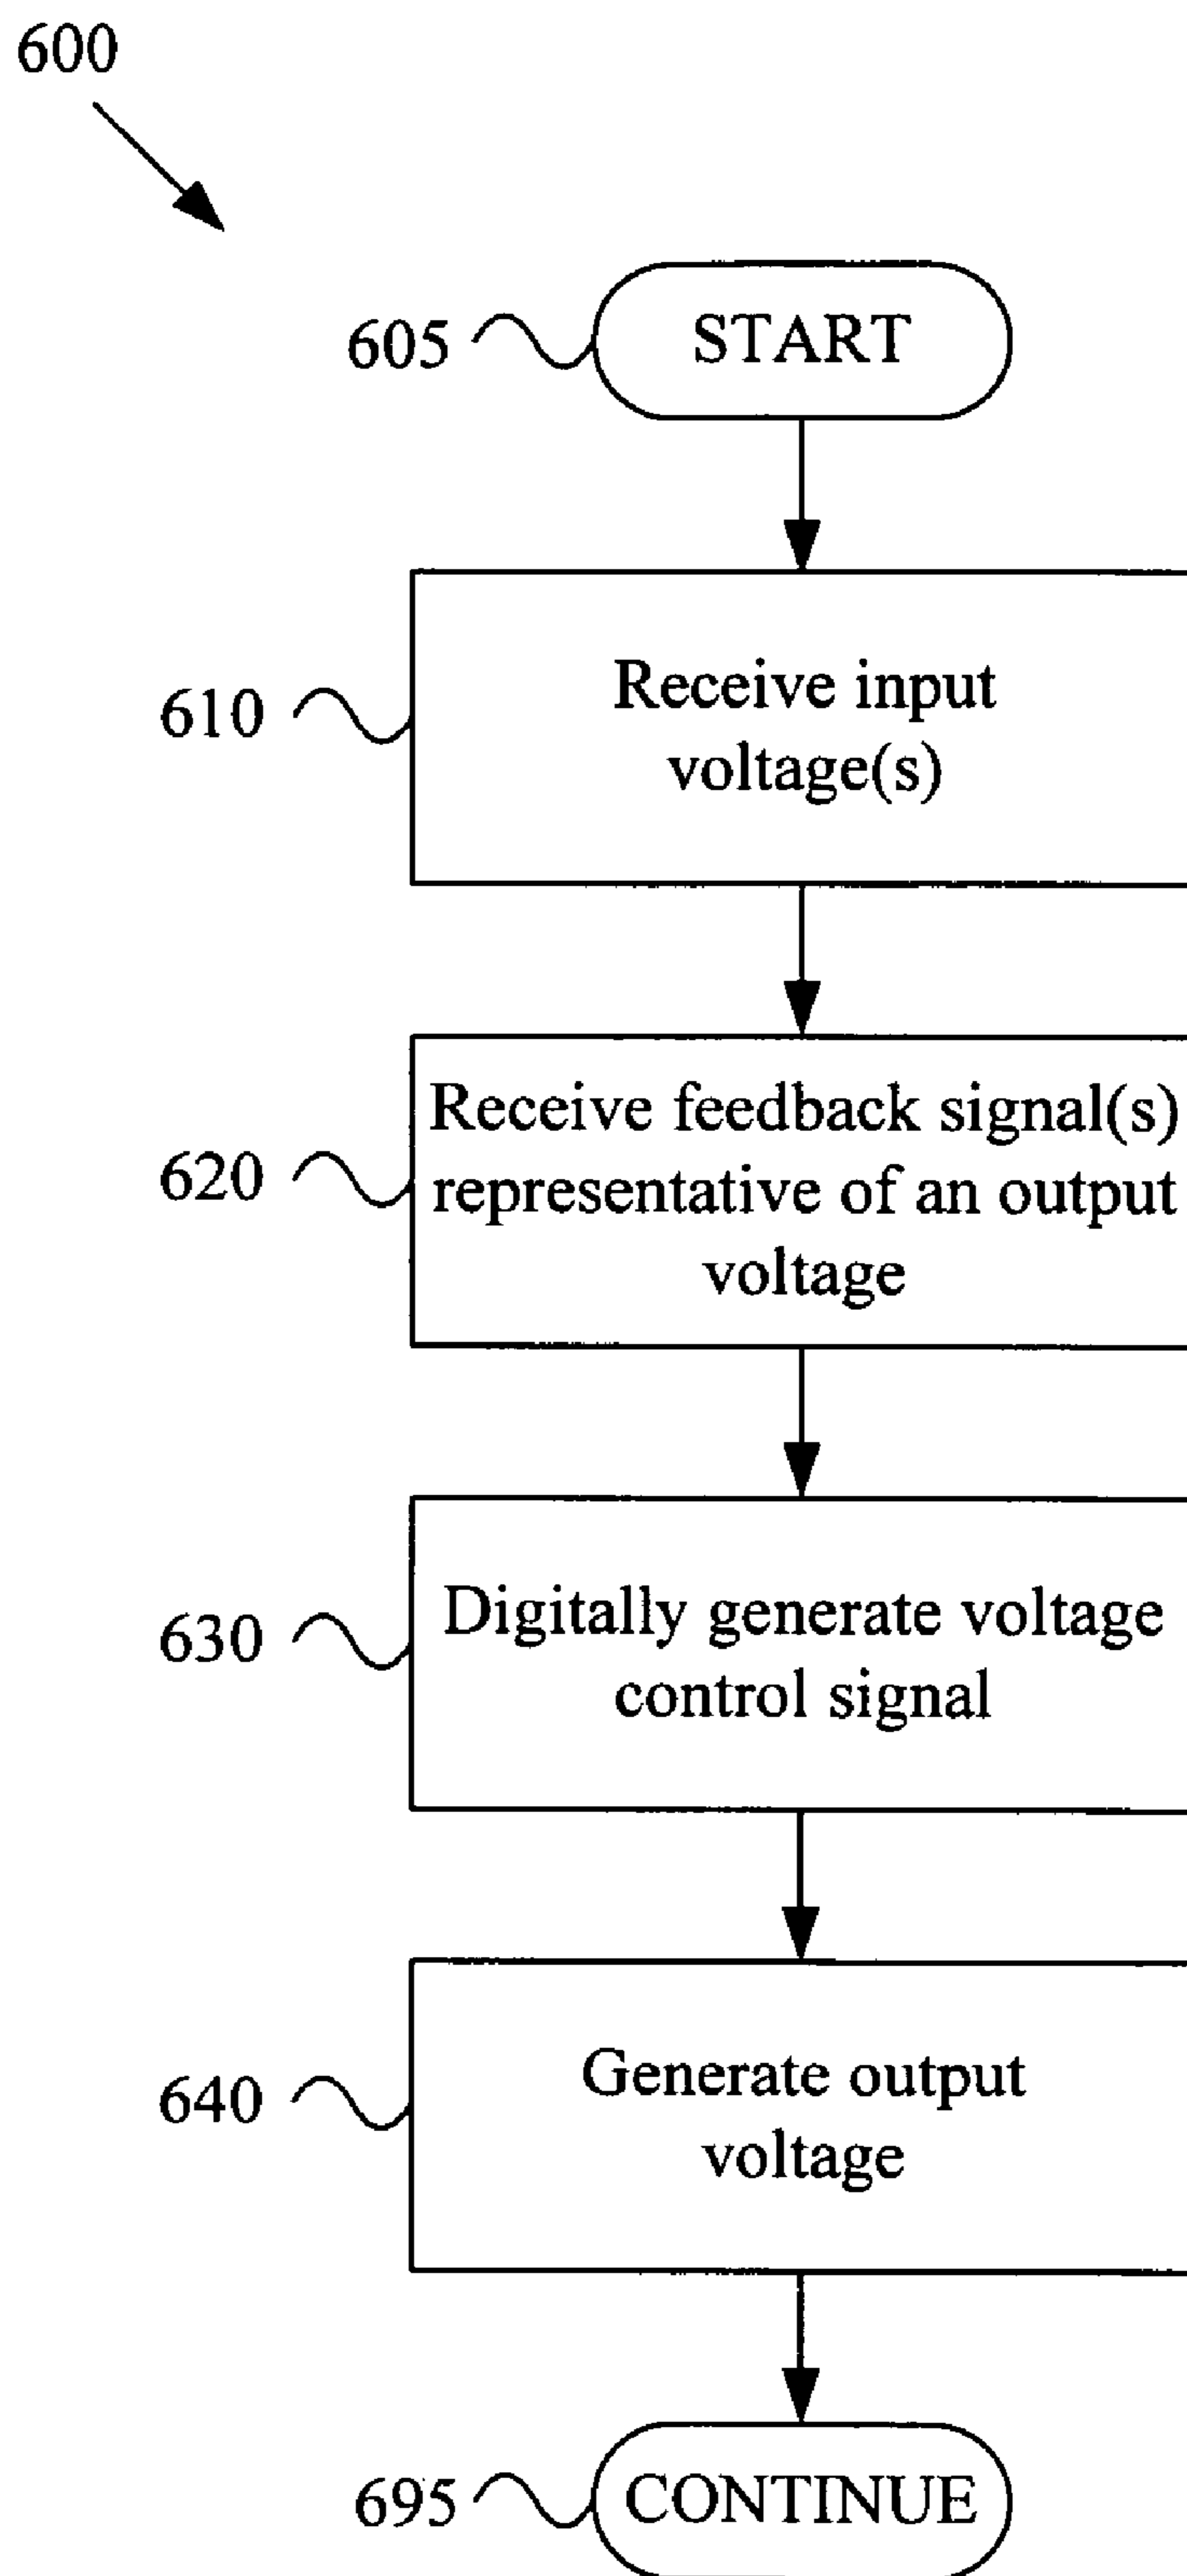 600
605
START
610
Receive input
voltage(s)
620
Receive feedback signal(s)
representative of an output
voltage
630
Digitally generate voltage
control signal
640
Generate output
voltage
695
CONTINUE